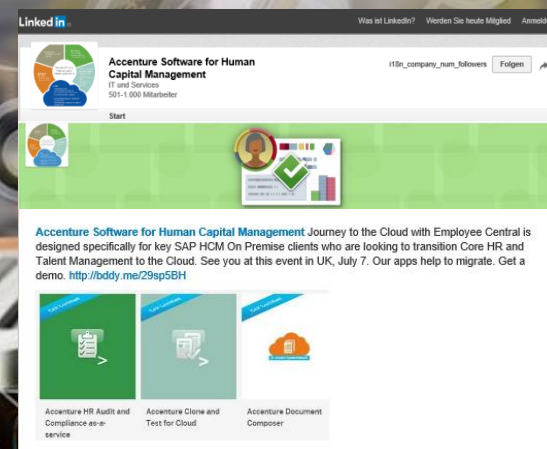 Linked in
Was ist LinkedIn? Werden Sie heute Mitglied Anmelde
Accenture Software for Human
Capital Management
IT und Services
501-1.000 Mitarbeiter
i18n_company_num_followers Folgen
Start
Accenture Software for Human Capital Management Journey to the Cloud with Employee Central is
designed specifically for key SAP HCM On Premise clients who are looking to transition Core HR and
Talent Management to the Cloud. See you at this event in UK, July 7. Our apps help to migrate. Get a
demo. http://bddy.me/29sp5BH
Accenture HR Audit and
Compliance as-a-
service
Accenture Clone and
Test for Cloud
Accenture Document
Composer